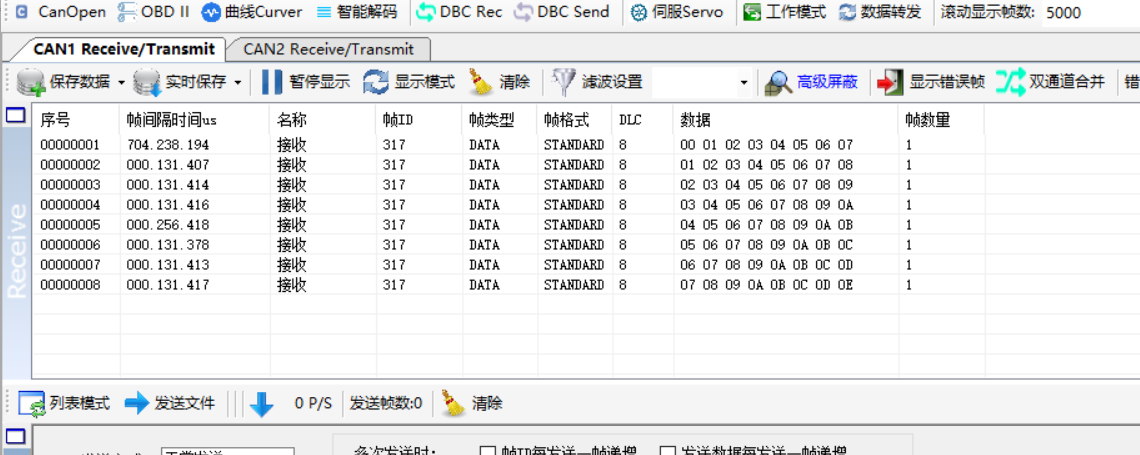 CanOpen OBD II 曲线Curver 智能解码 DBC Rec DBC Send 伺服Servo 工作模式 数据转发 滚动显示帧数: 5000
CAN1 Receive/Transmit CAN2 Receive/Transmit
保存数据 实时保存 暂停显示 显示模式 清除 滤波设置 高级屏蔽 显示错误帧 双通道合并 错
序号 帧间隔时间us 名称 帧ID 帧类型 帧格式 DLC 数据 帧数量
00000001 704.238.194 接收 317 DATA STANDARD 8 00 01 02 03 04 05 06 07 1
00000002 000.131.407 接收 317 DATA STANDARD 8 01 02 03 04 05 06 07 08 1
00000003 000.131.414 接收 317 DATA STANDARD 8 02 03 04 05 06 07 08 09 1
00000004 000.131.416 接收 317 DATA STANDARD 8 03 04 05 06 07 08 09 0A 1
00000005 000.256.418 接收 317 DATA STANDARD 8 04 05 06 07 08 09 0A 0B 1
00000006 000.131.378 接收 317 DATA STANDARD 8 05 06 07 08 09 0A 0B 0C 1
00000007 000.131.413 接收 317 DATA STANDARD 8 06 07 08 09 0A 0B 0C 0D 1
00000008 000.131.417 接收 317 DATA STANDARD 8 07 08 09 0A 0B 0C 0D 0E 1
Receive
列表模式 发送文件 0 P/S 发送帧数:0 清除
多次发送时: 帧ID每发送一帧递增 发送数据每发送一帧递增